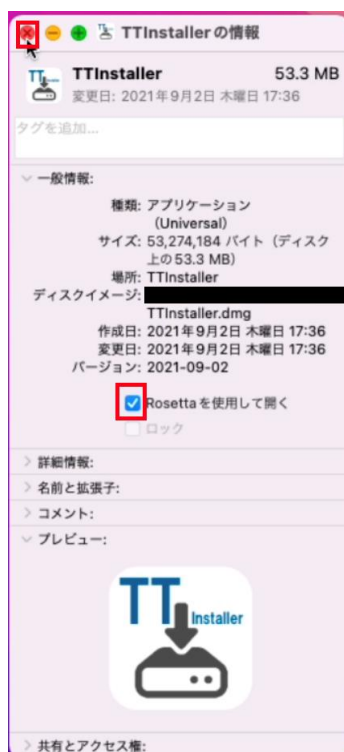 TTInstallerの情報
TTInstaller 53.3 MB
変更日: 2021年9月2日 木曜日 17:36
タグを追加...
一般情報:
種類: アプリケーション
（Universal）
サイズ: 53,274,184 バイト（ディスク
上の53.3 MB）
場所: TTInstaller
ディスクイメージ:
TTInstaller.dmg
作成日: 2021年9月2日 木曜日 17:36
変更日: 2021年9月2日 木曜日 17:36
バージョン: 2021-09-02
Rosettaを使用して開く
ロック
詳細情報:
名前と拡張子:
コメント:
プレビュー:
TT
Installer
共有とアクセス権: